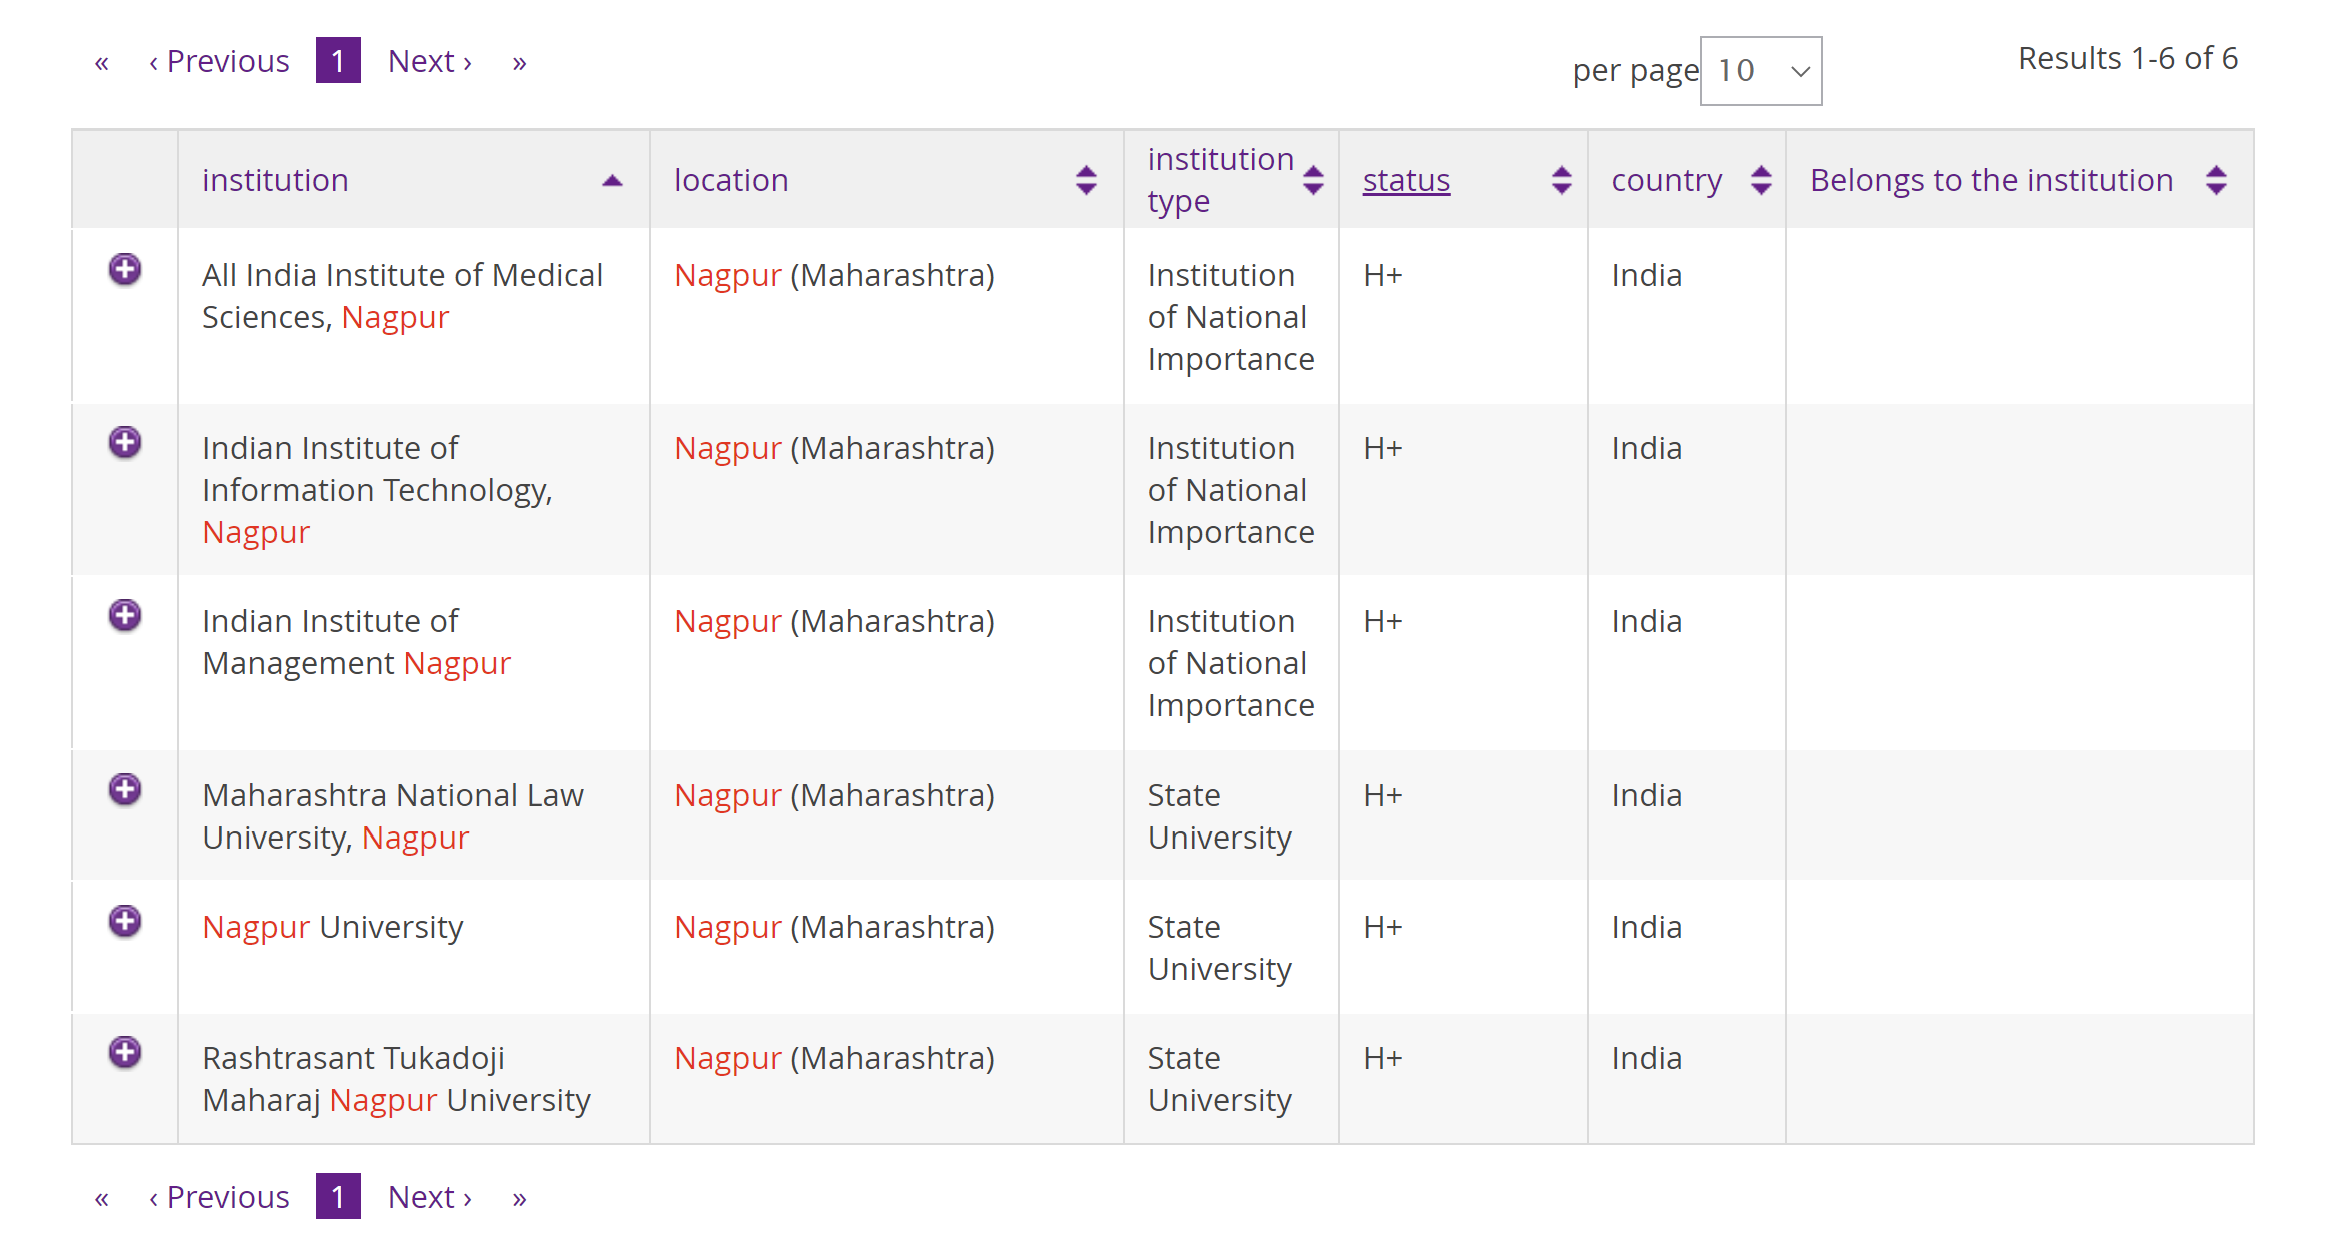 « ‹ Previous 1 Next › »
per page 10
Results 1-6 of 6
institution
location
institution
type
status
country
Belongs to the institution
All India Institute of Medical
Sciences, Nagpur
Nagpur (Maharashtra)
Institution
of National
Importance
H+
India
Indian Institute of
Information Technology,
Nagpur
Nagpur (Maharashtra)
Institution
of National
Importance
H+
India
Indian Institute of
Management Nagpur
Nagpur (Maharashtra)
Institution
of National
Importance
H+
India
Maharashtra National Law
University, Nagpur
Nagpur (Maharashtra)
State
University
H+
India
Nagpur University
Nagpur (Maharashtra)
State
University
H+
India
Rashtrasant Tukadoji
Maharaj Nagpur University
Nagpur (Maharashtra)
State
University
H+
India
« ‹ Previous 1 Next › »